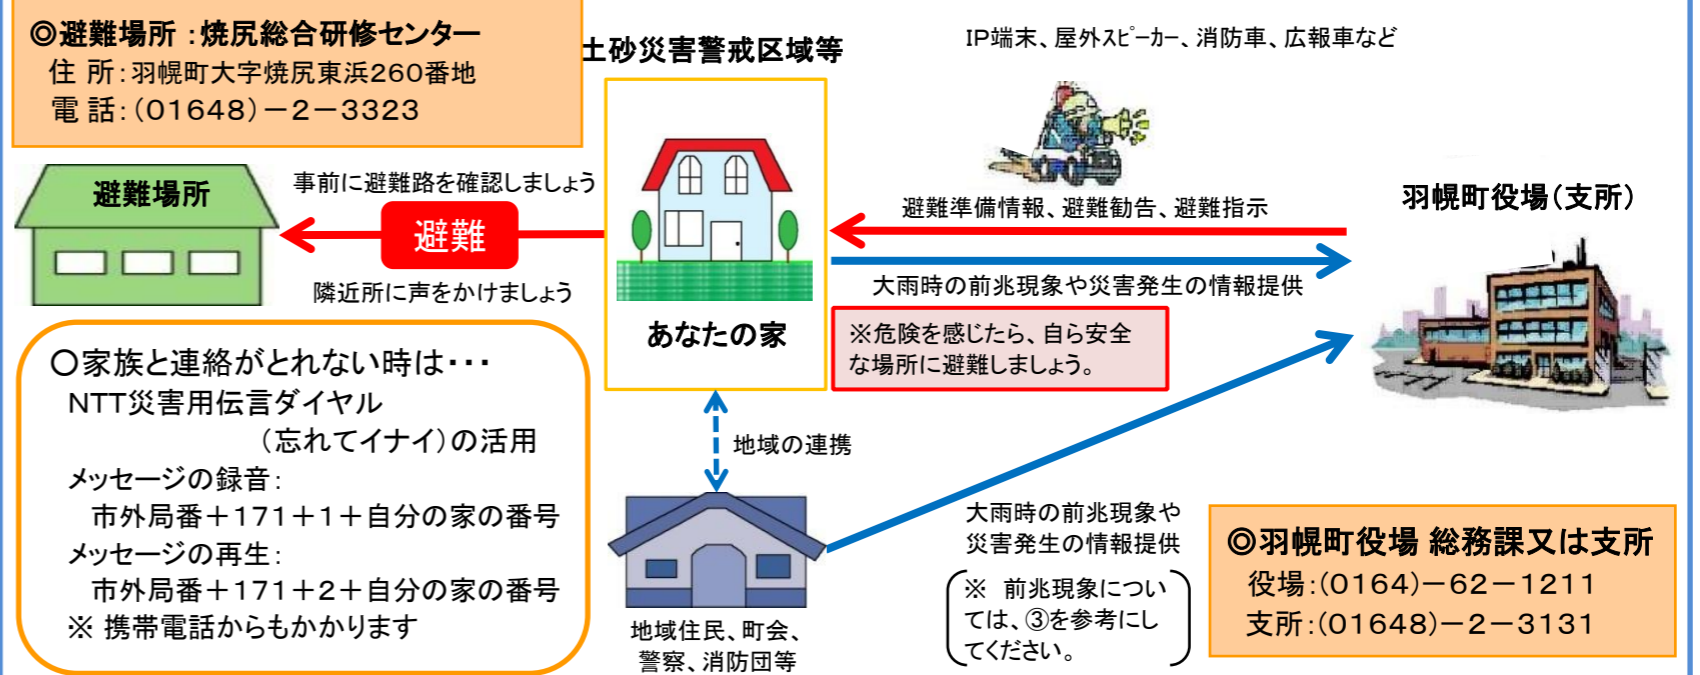 ◎避難場所 ：焼尻総合研修センター
住 所：羽幌町大字焼尻東浜260番地
電 話：（01648）－2－3323
土砂災害警戒区域等
IP端末、屋外スピーカー、消防車、広報車など
避難場所
事前に避難路を確認しましょう
避難
隣近所に声をかけましょう
避難準備情報、避難勧告、避難指示
大雨時の前兆現象や災害発生の情報提供
羽幌町役場（支所）
あなたの家
※危険を感じたら、自ら安全
な場所に避難しましょう。
○家族と連絡がとれない時は・・・
NTT災害用伝言ダイヤル
（忘れてイナイ）の活用
メッセージの録音：
市外局番＋171＋1＋自分の家の番号
メッセージの再生：
市外局番＋171＋2＋自分の家の番号
※ 携帯電話からもかかります
地域の連携
地域住民、町会、
警察、消防団等
大雨時の前兆現象や
災害発生の情報提供
※ 前兆現象につい
ては、③を参考にし
てください。
◎羽幌町役場 総務課又は支所
役場：（0164）－62－1211
支所：（01648）－2－3131